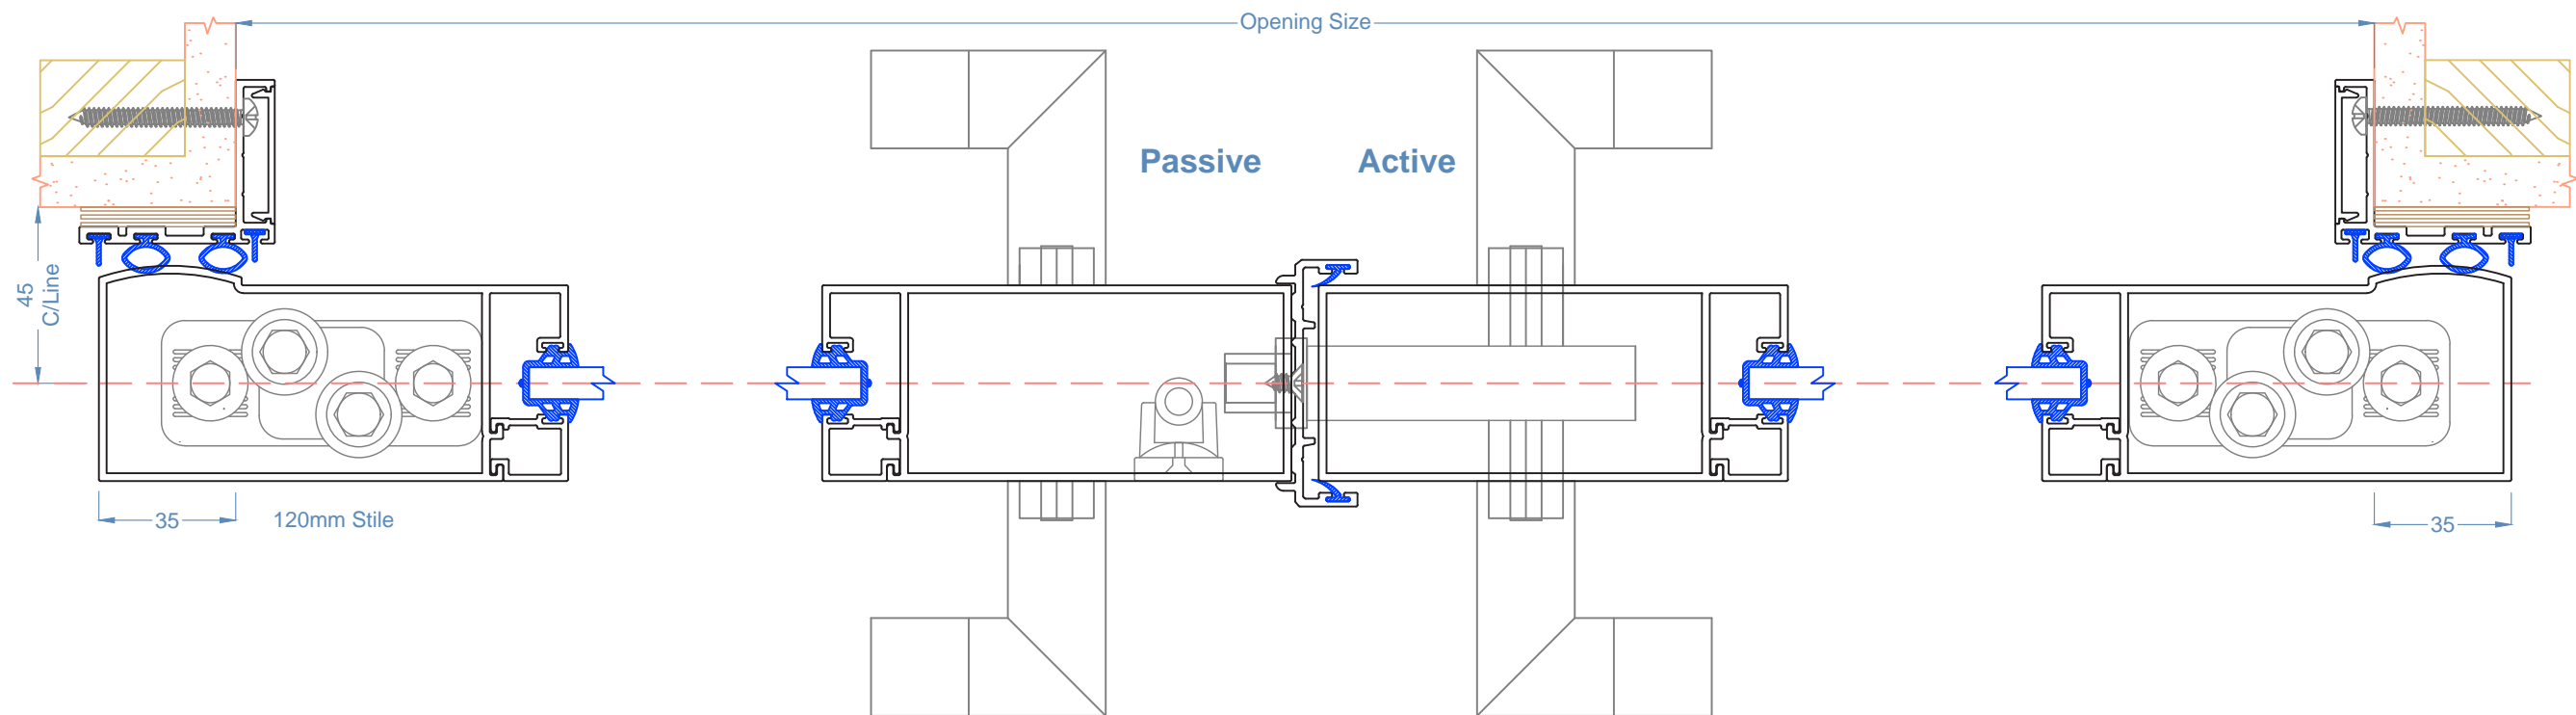 Opening Size
Passive
Active
45
C/Line
35
120mm Stile
35